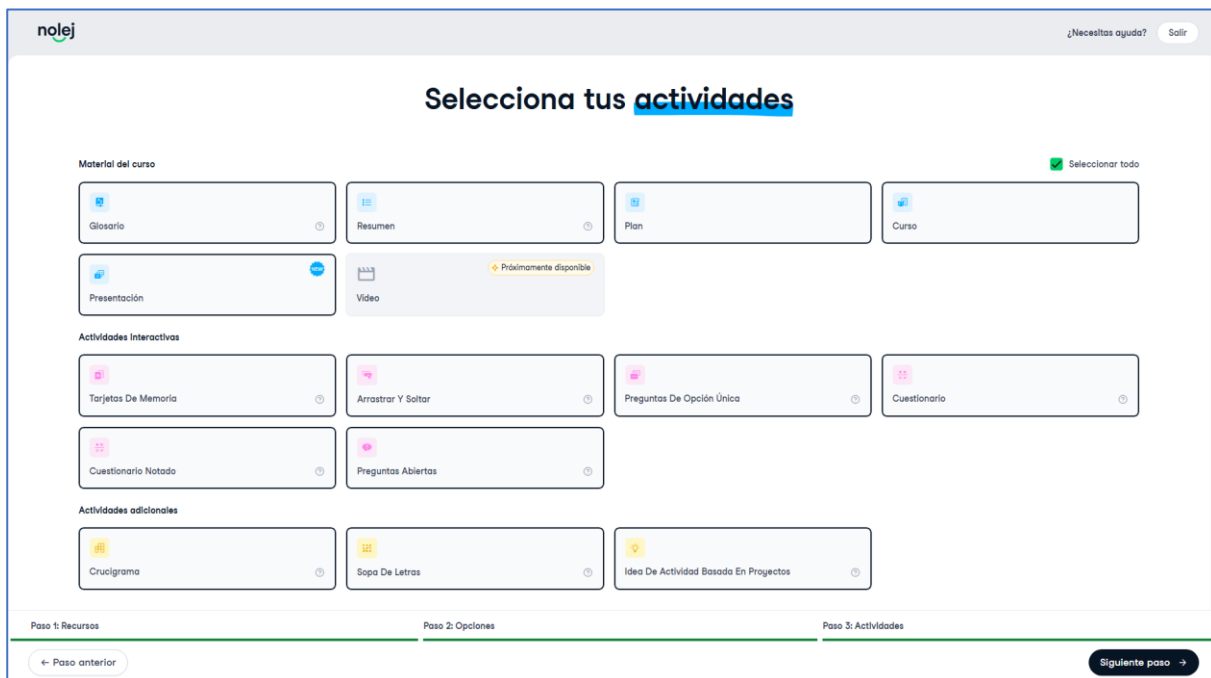 nolej
¿Necesitas ayuda?
Salir
Selecciona tus actividades
Material del curso
Seleccionar todo
Glosario
Resumen
Plan
Curso
NEW
Presentación
Próximamente disponible
Vídeo
Actividades interactivas
Tarjetas De Memoria
Arrastrar Y Soltar
Preguntas De Opción Única
Cuestionario
Cuestionario Notado
Preguntas Abiertas
Actividades adicionales
Crucigrama
Sopa De Letras
Idea De Actividad Basada En Proyectos
Paso 1: Recursos
Paso 2: Opciones
Paso 3: Actividades
← Paso anterior
Siguiente paso →